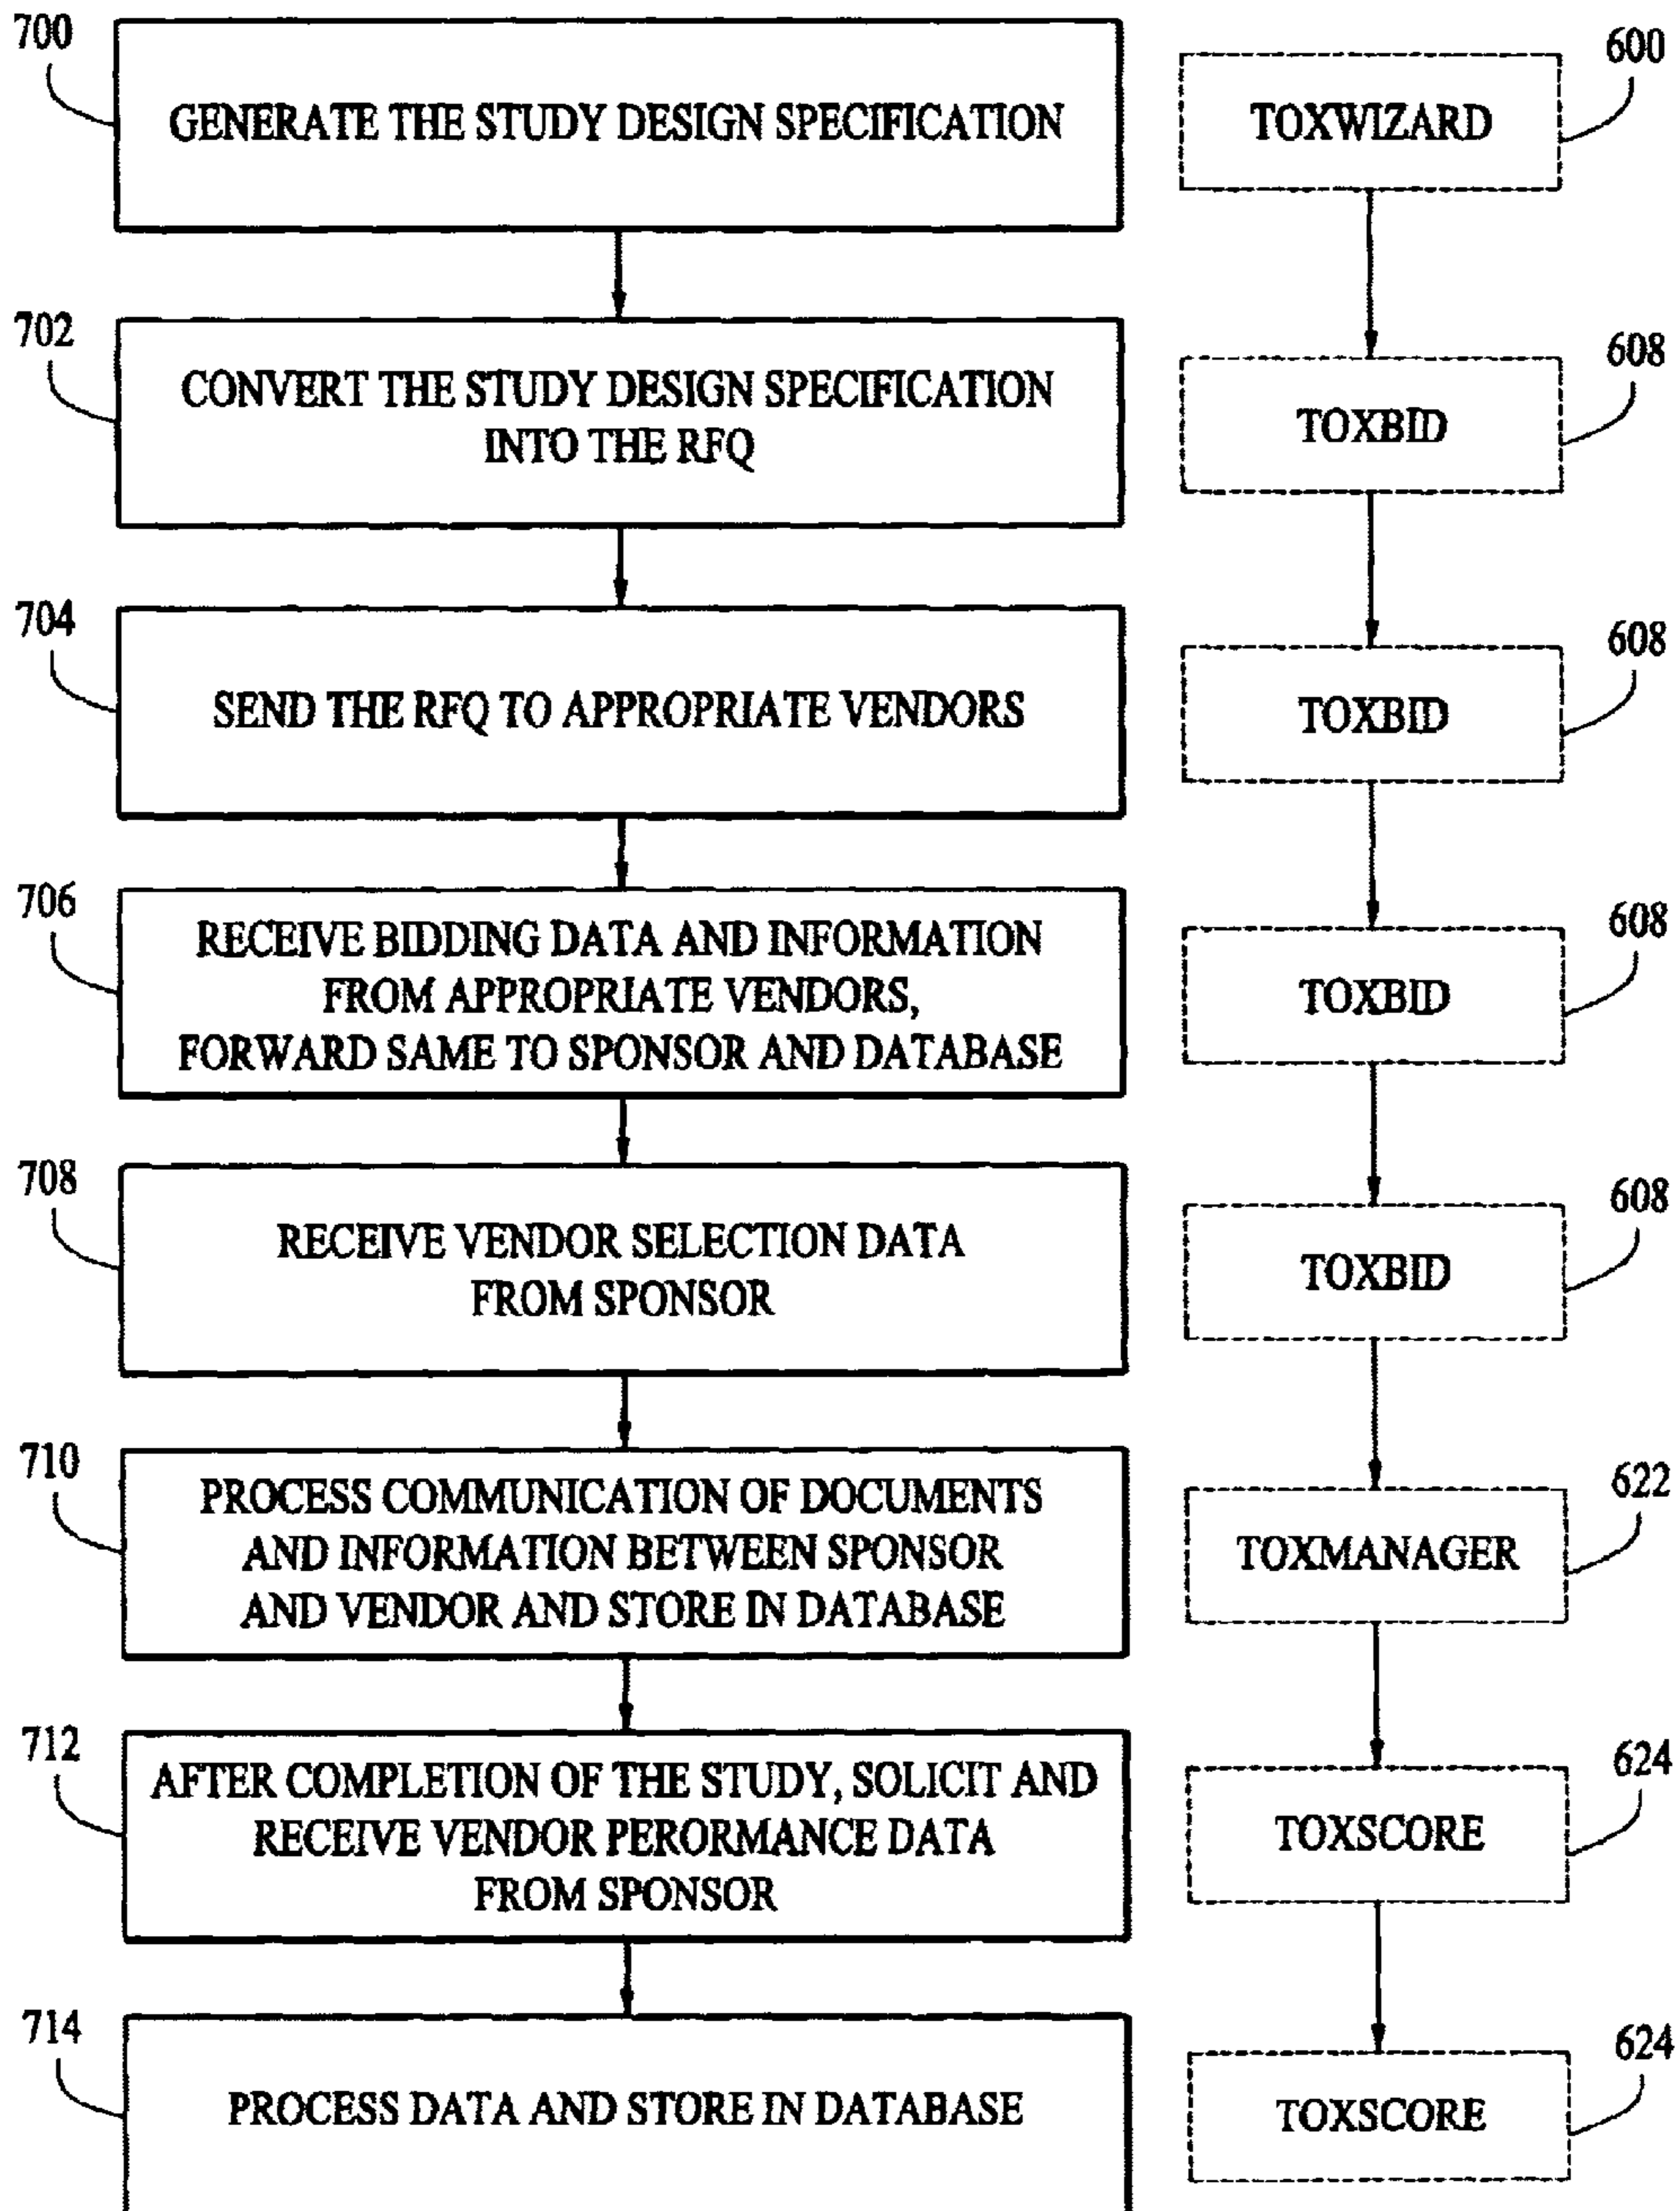 700
GENERATE THE STUDY DESIGN SPECIFICATION
TOXWIZARD
600
702
CONVERT THE STUDY DESIGN SPECIFICATION
INTO THE RFQ
TOXBID
608
704
SEND THE RFQ TO APPROPRIATE VENDORS
TOXBID
608
706
RECEIVE BIDDING DATA AND INFORMATION
FROM APPROPRIATE VENDORS,
FORWARD SAME TO SPONSOR AND DATABASE
TOXBID
608
708
RECEIVE VENDOR SELECTION DATA
FROM SPONSOR
TOXBID
608
710
PROCESS COMMUNICATION OF DOCUMENTS
AND INFORMATION BETWEEN SPONSOR
AND VENDOR AND STORE IN DATABASE
TOXMANAGER
622
712
AFTER COMPLETION OF THE STUDY, SOLICIT AND
RECEIVE VENDOR PERORMANCE DATA
FROM SPONSOR
TOXSCORE
624
714
PROCESS DATA AND STORE IN DATABASE
TOXSCORE
624